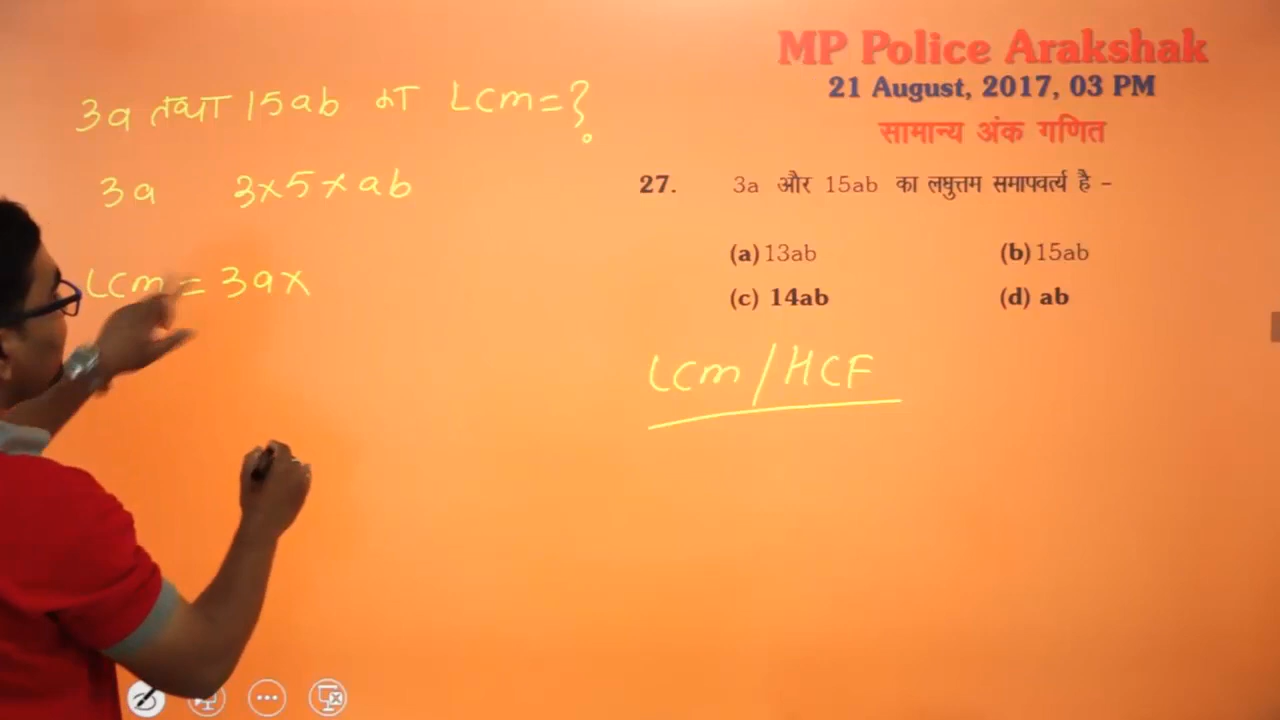 3a तथा 15ab का LCM = ?
3a 3×5×ab
LCM = 3a×
MP Police Arakshak
21 August, 2017, 03 PM
सामान्य अंक गणित
27. 3a और 15ab का लघुत्तम समापवर्त्य है -
(a) 13ab (b) 15ab
(c) 14ab (d) ab
LCM / HCF